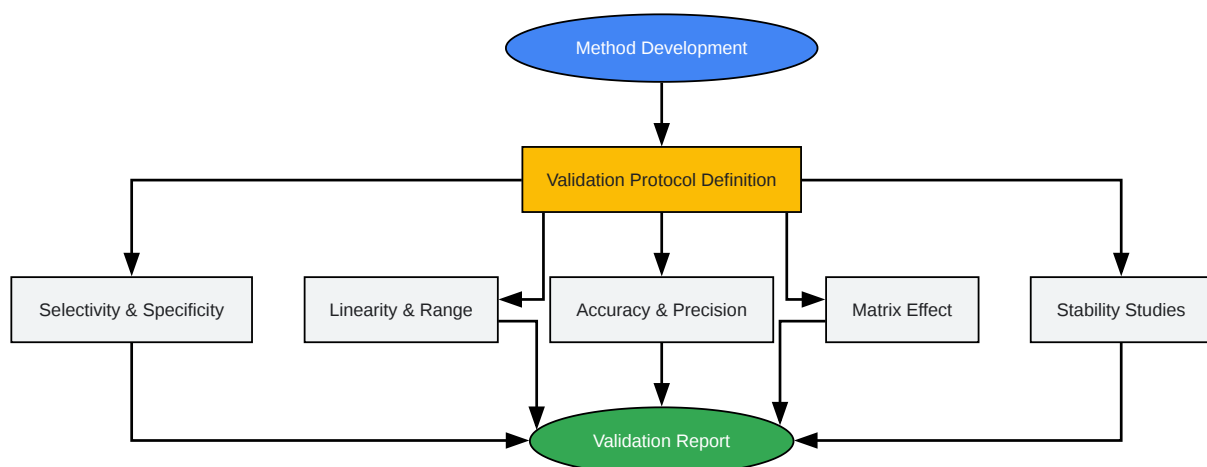 Method Development
Validation Protocol Definition
Selectivity & Specificity
Linearity & Range
Accuracy & Precision
Matrix Effect
Stability Studies
Validation Report